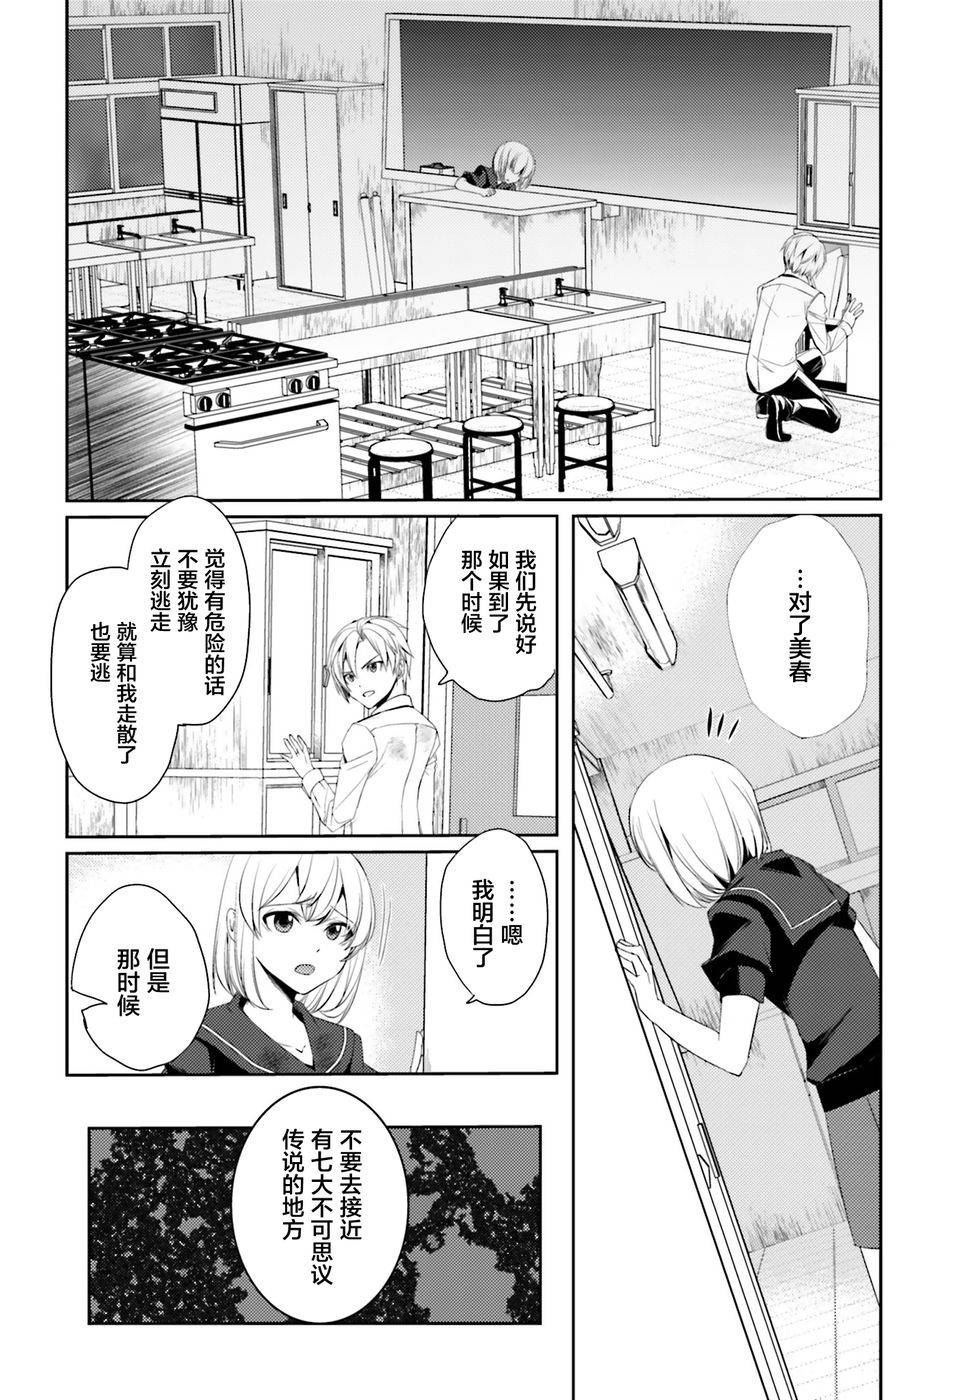 …对了美春
我们先说好
如果到了
那个时候
觉得有危险的话
不要犹豫
立刻逃走
就算和我走散了
也要逃
……嗯
我明白了
但是
那时候
不要去接近
有七大不可思议
传说的地方